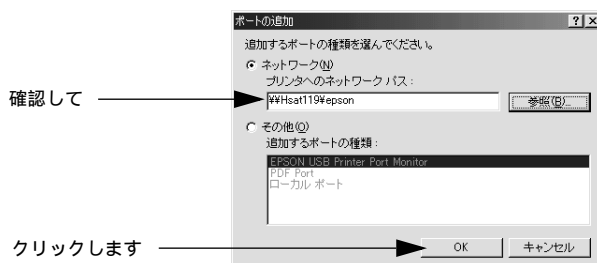 ポートの追加
追加するポートの種類を選んでください。
ネットワーク(N)
プリンタへのネットワーク パス：
確認して
¥¥Hsat119¥epson
参照(B)...
その他(O)
追加するポートの種類：
EPSON USB Printer Port Monitor
PDF Port
ローカル ポート
クリックします
OK
キャンセル